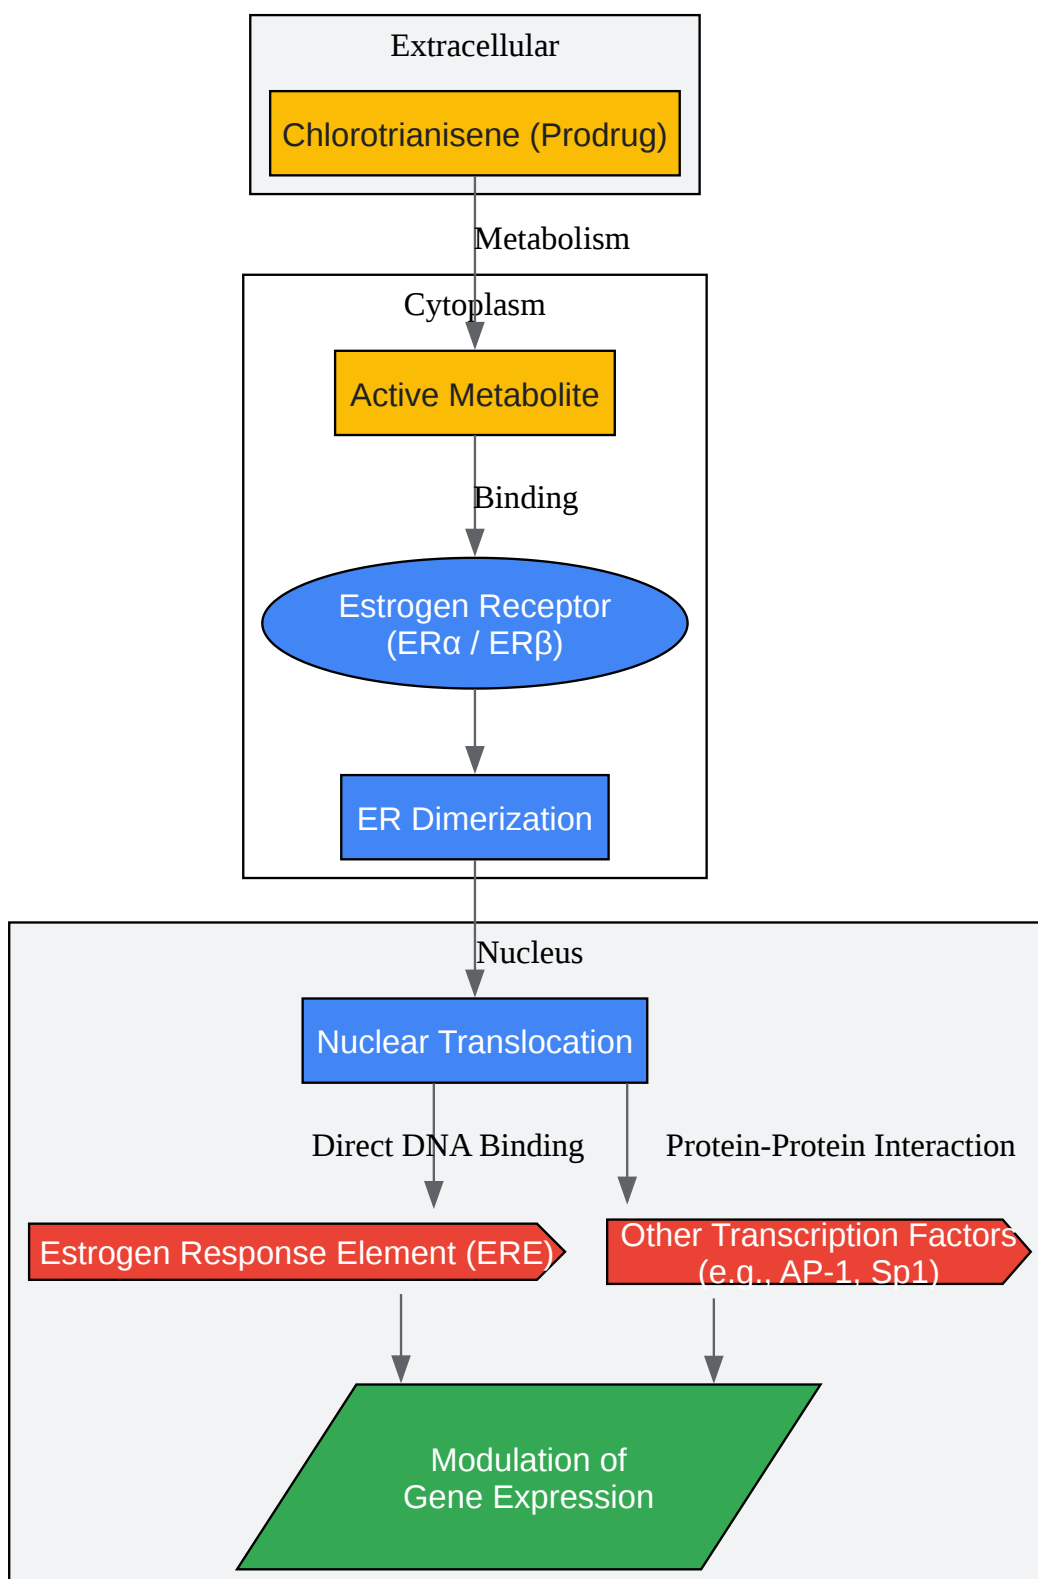 Extracellular
Chlorotrianisene (Prodrug)
Metabolism
Cytoplasm
Active Metabolite
Binding
Estrogen Receptor
(ERα / ERβ)
ER Dimerization
Nucleus
Nuclear Translocation
Direct DNA Binding
Protein-Protein Interaction
Estrogen Response Element (ERE)
Other Transcription Factors
(e.g., AP-1, Sp1)
Modulation of
Gene Expression